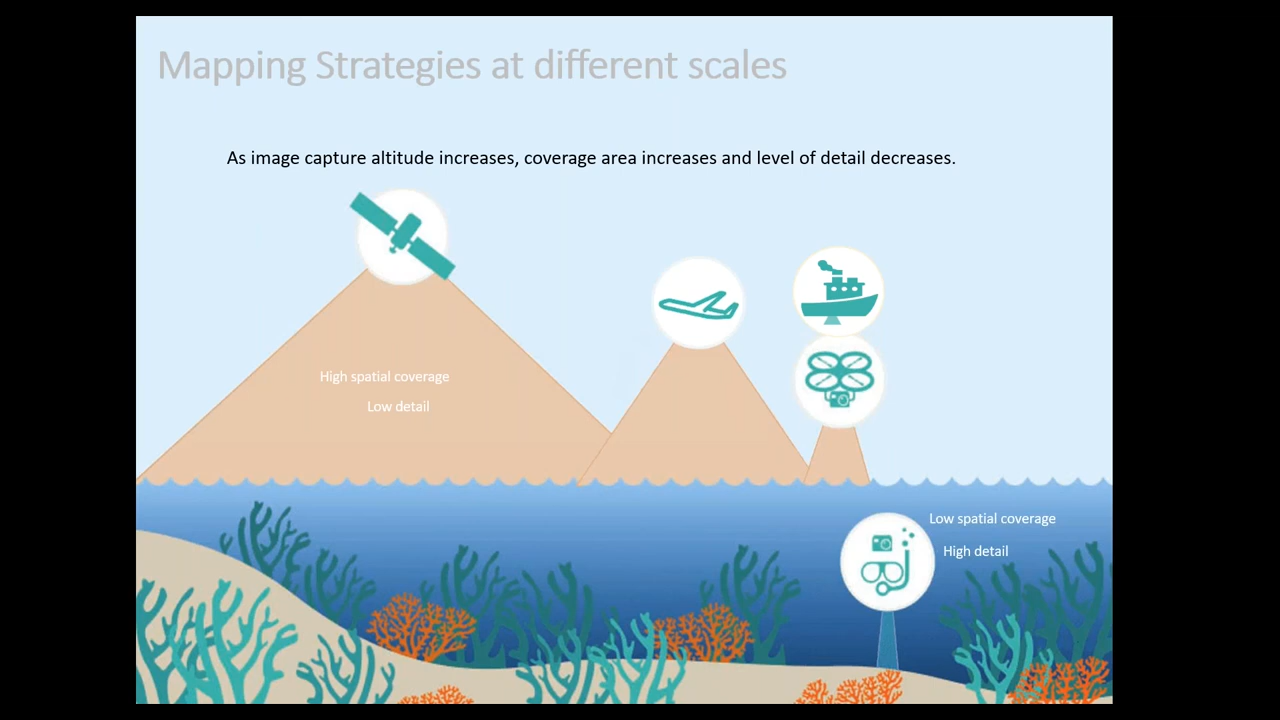 Mapping Strategies at different scales
As image capture altitude increases, coverage area increases and level of detail decreases.
High spatial coverage
Low detail
Low spatial coverage
High detail